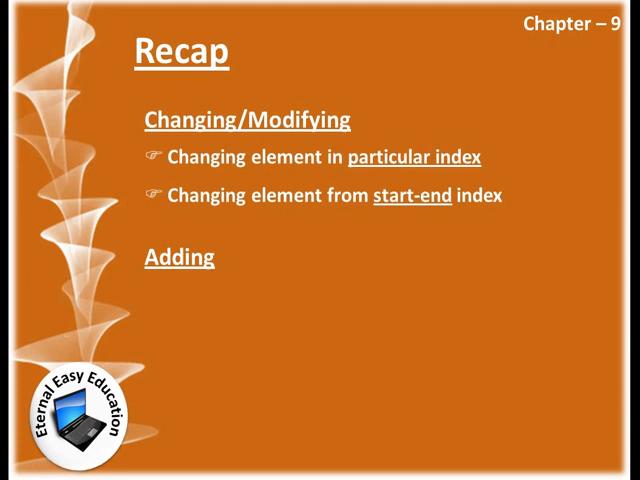 Chapter – 9
Recap
Changing/Modifying
☞ Changing element in particular index
☞ Changing element from start-end index
Adding
Eternal Easy Education